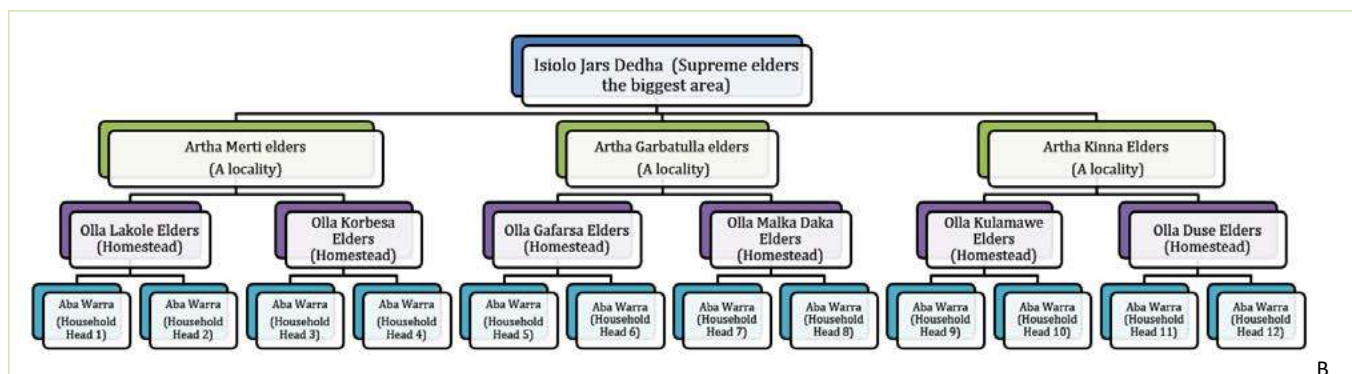 Isiolo Jars Dedha (Supreme elders
the biggest area)
Artha Merti elders
(A locality)
Artha Garbatulla elders
(A locality)
Artha Kinna Elders
(A locality)
Olla Lakole Elders
(Homestead)
Olla Korbesa
Elders
(Homestead)
Olla Gafarsa Elders
(Homestead)
Olla Malka Daka
Elders
(Homestead)
Olla Kulamawe
Elders
(Homestead)
Olla Duse Elders
(Homestead)
Aba Warra
(Household
Head 1)
Aba Warra
(Household
Head 2)
Aba Warra
(Household
Head 3)
Aba Warra
(Household
Head 4)
Aba Warra
(Household
Head 5)
Aba Warra
(Household
Head 6)
Aba Warra
(Household
Head 7)
Aba Warra
(Household
Head 8)
Aba Warra
(Household
Head 9)
Aba Warra
(Household
Head 10)
Aba Warra
(Household
Head 11)
Aba Warra
(Household
Head 12)
B